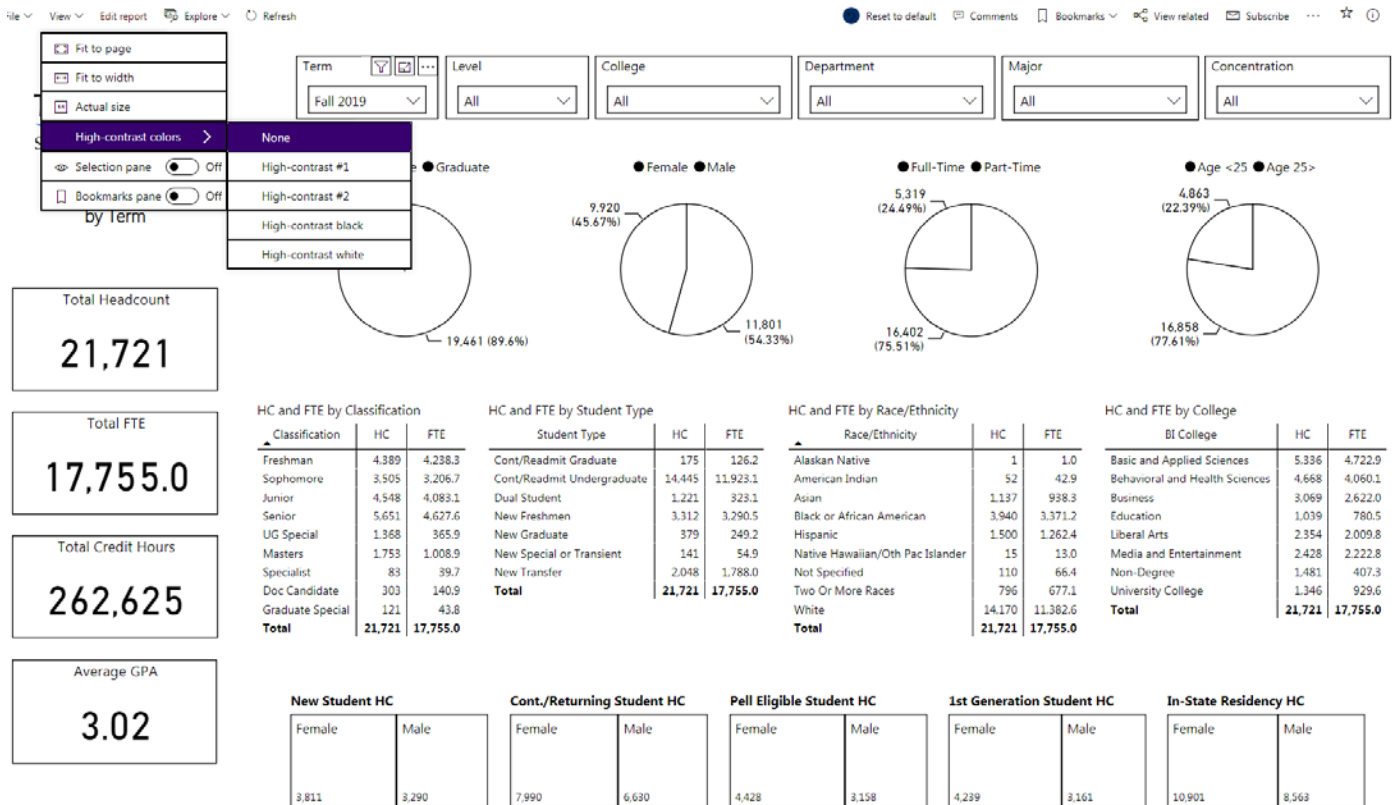 File View Edit report Explore Refresh Reset to default Comments Bookmarks View related Subscribe ...
Fit to page
Fit to width
Actual size
High-contrast colors
Selection pane Off
Bookmarks pane Off
None
High-contrast #1
High-contrast #2
High-contrast black
High-contrast white
by Term
Term Level College Department Major Concentration
Fall 2019 All All All All All
Graduate
19,461 (89.6%)
Female Male
9,920
(45.67%)
11,801
(54.33%)
Full-Time Part-Time
5,319
(24.49%)
16,402
(75.51%)
Age <25 Age 25>
4,863
(22.39%)
16,858
(77.61%)
Total Headcount
21,721
Total FTE
17,755.0
Total Credit Hours
262,625
Average GPA
3.02
HC and FTE by Classification
Classification HC FTE
Freshman 4,389 4,238.3
Sophomore 3,505 3,206.7
Junior 4,548 4,083.1
Senior 5,651 4,627.6
UG Special 1,368 365.9
Masters 1,753 1,008.9
Specialist 83 39.7
Doc Candidate 303 140.9
Graduate Special 121 43.8
Total 21,721 17,755.0
HC and FTE by Student Type
Student Type HC FTE
Cont/Readmit Graduate 175 126.2
Cont/Readmit Undergraduate 14,445 11,923.1
Dual Student 1,221 323.1
New Freshmen 3,312 3,290.5
New Graduate 379 249.2
New Special or Transient 141 54.9
New Transfer 2,048 1,788.0
Total 21,721 17,755.0
HC and FTE by Race/Ethnicity
Race/Ethnicity HC FTE
Alaskan Native 1 1.0
American Indian 52 42.9
Asian 1,137 938.3
Black or African American 3,940 3,371.2
Hispanic 1,500 1,262.4
Native Hawaiian/Oth Pac Islander 15 13.0
Not Specified 110 66.4
Two Or More Races 796 677.1
White 14,170 11,382.6
Total 21,721 17,755.0
HC and FTE by College
BI College HC FTE
Basic and Applied Sciences 5,336 4,722.9
Behavioral and Health Sciences 4,668 4,060.1
Business 3,069 2,622.0
Education 1,039 780.5
Liberal Arts 2,354 2,009.8
Media and Entertainment 2,428 2,222.8
Non-Degree 1,481 407.3
University College 1,346 929.6
Total 21,721 17,755.0
New Student HC
Female Male
3,811 3,290
Cont./Returning Student HC
Female Male
7,990 6,630
Pell Eligible Student HC
Female Male
4,428 3,158
1st Generation Student HC
Female Male
4,239 3,161
In-State Residency HC
Female Male
10,901 8,563